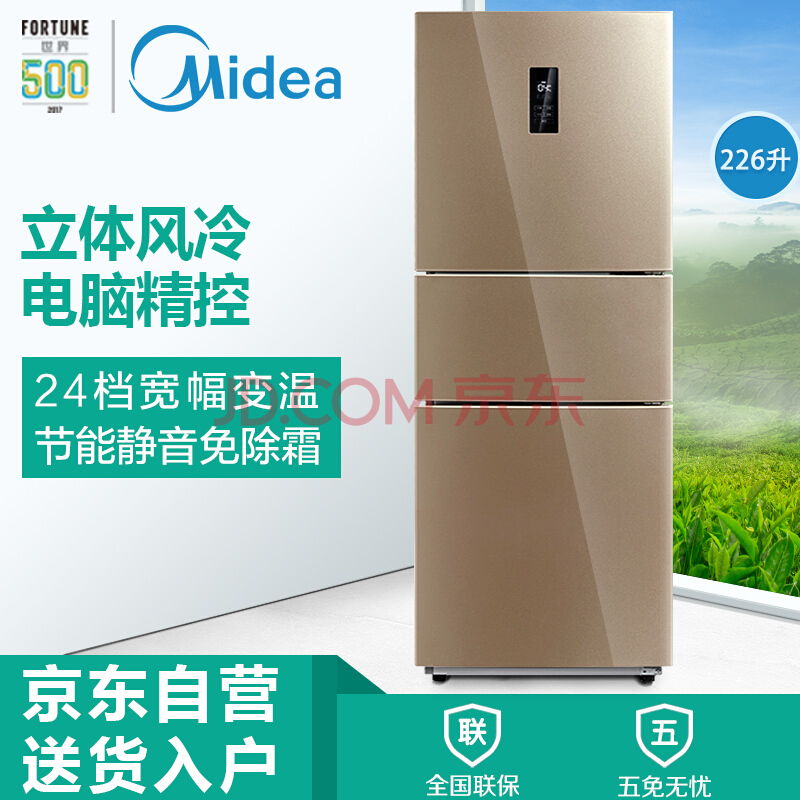 FORTUNE
世界
500
2017
Midea
226升
立体风冷
电脑精控
24档宽幅变温
节能静音免除霜
JD.COM 京东
京东自营
送货入户
联
全国联保
五
五免无忧